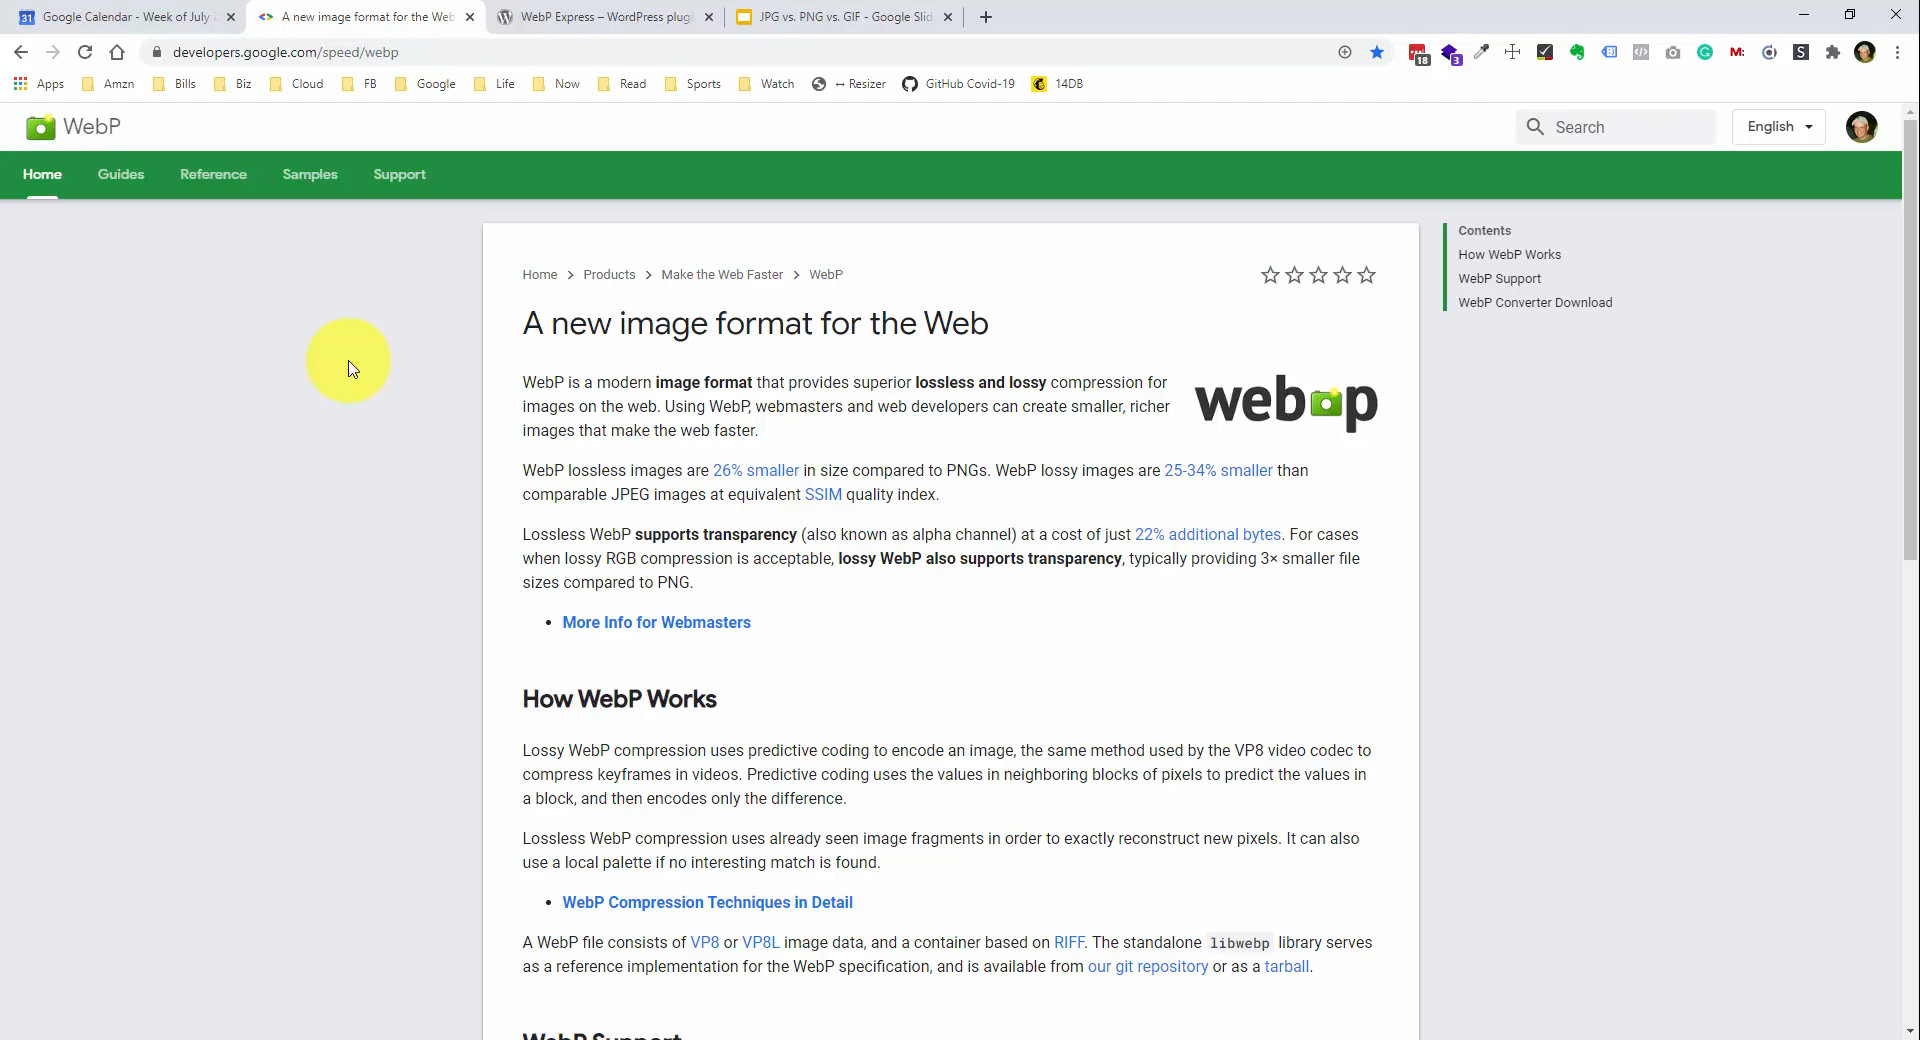 Google Calendar - Week of July
A new image format for the Web
WebP Express – WordPress plugi
JPG vs. PNG vs. GIF - Google Slid
developers.google.com/speed/webp
18
3
M:
S
Apps Amzn Bills Biz Cloud FB Google Life Now Read Sports Watch ↔ Resizer GitHub Covid-19 14DB
WebP
Search
English
Home Guides Reference Samples Support
Home > Products > Make the Web Faster > WebP
A new image format for the Web
WebP is a modern image format that provides superior lossless and lossy compression for
images on the web. Using WebP, webmasters and web developers can create smaller, richer
images that make the web faster.
webp
WebP lossless images are 26% smaller in size compared to PNGs. WebP lossy images are 25-34% smaller than
comparable JPEG images at equivalent SSIM quality index.
Lossless WebP supports transparency (also known as alpha channel) at a cost of just 22% additional bytes. For cases
when lossy RGB compression is acceptable, lossy WebP also supports transparency, typically providing 3× smaller file
sizes compared to PNG.
• More Info for Webmasters
How WebP Works
Lossy WebP compression uses predictive coding to encode an image, the same method used by the VP8 video codec to
compress keyframes in videos. Predictive coding uses the values in neighboring blocks of pixels to predict the values in
a block, and then encodes only the difference.
Lossless WebP compression uses already seen image fragments in order to exactly reconstruct new pixels. It can also
use a local palette if no interesting match is found.
• WebP Compression Techniques in Detail
A WebP file consists of VP8 or VP8L image data, and a container based on RIFF. The standalone libwebp library serves
as a reference implementation for the WebP specification, and is available from our git repository or as a tarball.
WebP Support
Contents
How WebP Works
WebP Support
WebP Converter Download